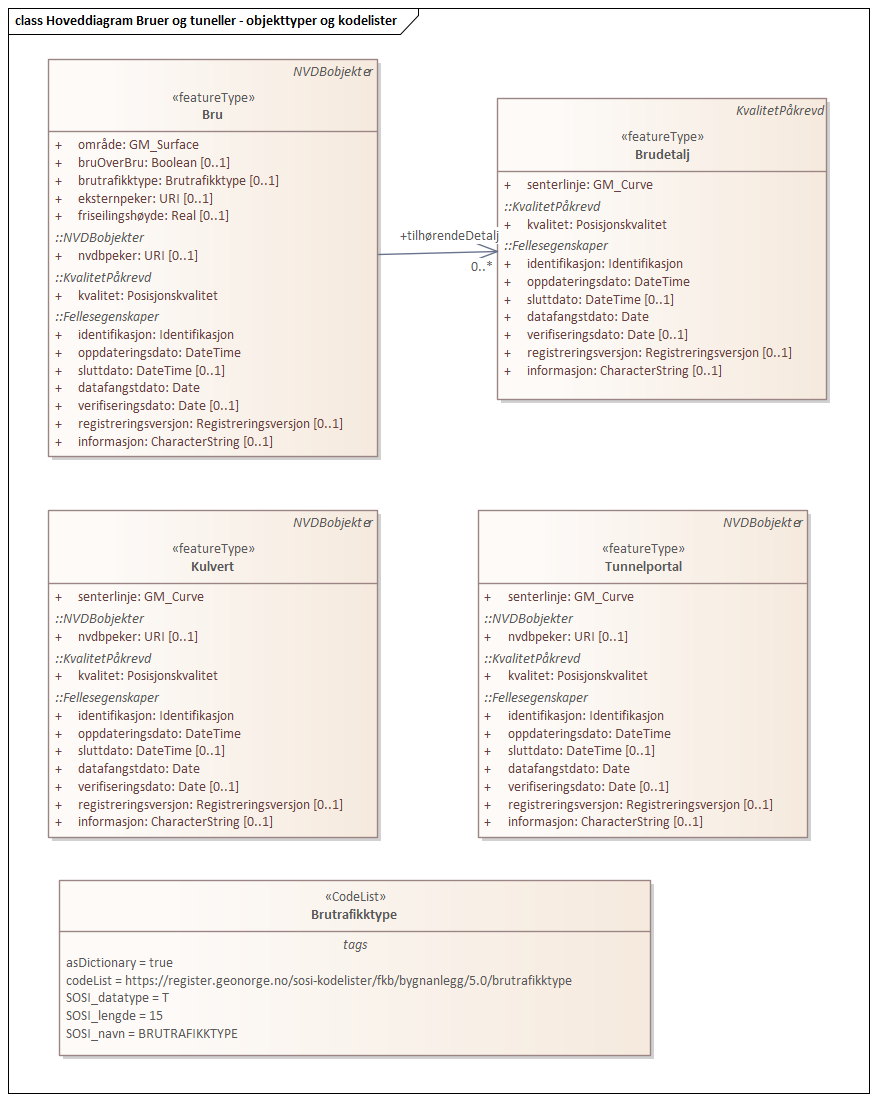 class Hoveddiagram Bruer og tuneller - objekttyper og kodelister
NVDBobjekter
«featureType»
Bru
+ område: GM_Surface
+ bruOverBru: Boolean [0..1]
+ brutrafikktype: Brutrafikktype [0..1]
+ eksternpeker: URI [0..1]
+ friseilingshøyde: Real [0..1]
::NVDBobjekter
+ nvdbpeker: URI [0..1]
::KvalitetPåkrevd
+ kvalitet: Posisjonskvalitet
::Fellesegenskaper
+ identifikasjon: Identifikasjon
+ oppdateringsdato: DateTime
+ sluttdato: DateTime [0..1]
+ datafangstdato: Date
+ verifiseringsdato: Date [0..1]
+ registreringsversjon: Registreringsversjon [0..1]
+ informasjon: CharacterString [0..1]
+tilhørendeDetalj
0..*
KvalitetPåkrevd
«featureType»
Brudetalj
+ senterlinje: GM_Curve
::KvalitetPåkrevd
+ kvalitet: Posisjonskvalitet
::Fellesegenskaper
+ identifikasjon: Identifikasjon
+ oppdateringsdato: DateTime
+ sluttdato: DateTime [0..1]
+ datafangstdato: Date
+ verifiseringsdato: Date [0..1]
+ registreringsversjon: Registreringsversjon [0..1]
+ informasjon: CharacterString [0..1]
NVDBobjekter
«featureType»
Kulvert
+ senterlinje: GM_Curve
::NVDBobjekter
+ nvdbpeker: URI [0..1]
::KvalitetPåkrevd
+ kvalitet: Posisjonskvalitet
::Fellesegenskaper
+ identifikasjon: Identifikasjon
+ oppdateringsdato: DateTime
+ sluttdato: DateTime [0..1]
+ datafangstdato: Date
+ verifiseringsdato: Date [0..1]
+ registreringsversjon: Registreringsversjon [0..1]
+ informasjon: CharacterString [0..1]
NVDBobjekter
«featureType»
Tunnelportal
+ senterlinje: GM_Curve
::NVDBobjekter
+ nvdbpeker: URI [0..1]
::KvalitetPåkrevd
+ kvalitet: Posisjonskvalitet
::Fellesegenskaper
+ identifikasjon: Identifikasjon
+ oppdateringsdato: DateTime
+ sluttdato: DateTime [0..1]
+ datafangstdato: Date
+ verifiseringsdato: Date [0..1]
+ registreringsversjon: Registreringsversjon [0..1]
+ informasjon: CharacterString [0..1]
«CodeList»
Brutrafikktype
tags
asDictionary = true
codeList = https://register.geonorge.no/sosi-kodelister/fkb/bygnanlegg/5.0/brutrafikktype
SOSI_datatype = T
SOSI_lengde = 15
SOSI_navn = BRUTRAFIKKTYPE